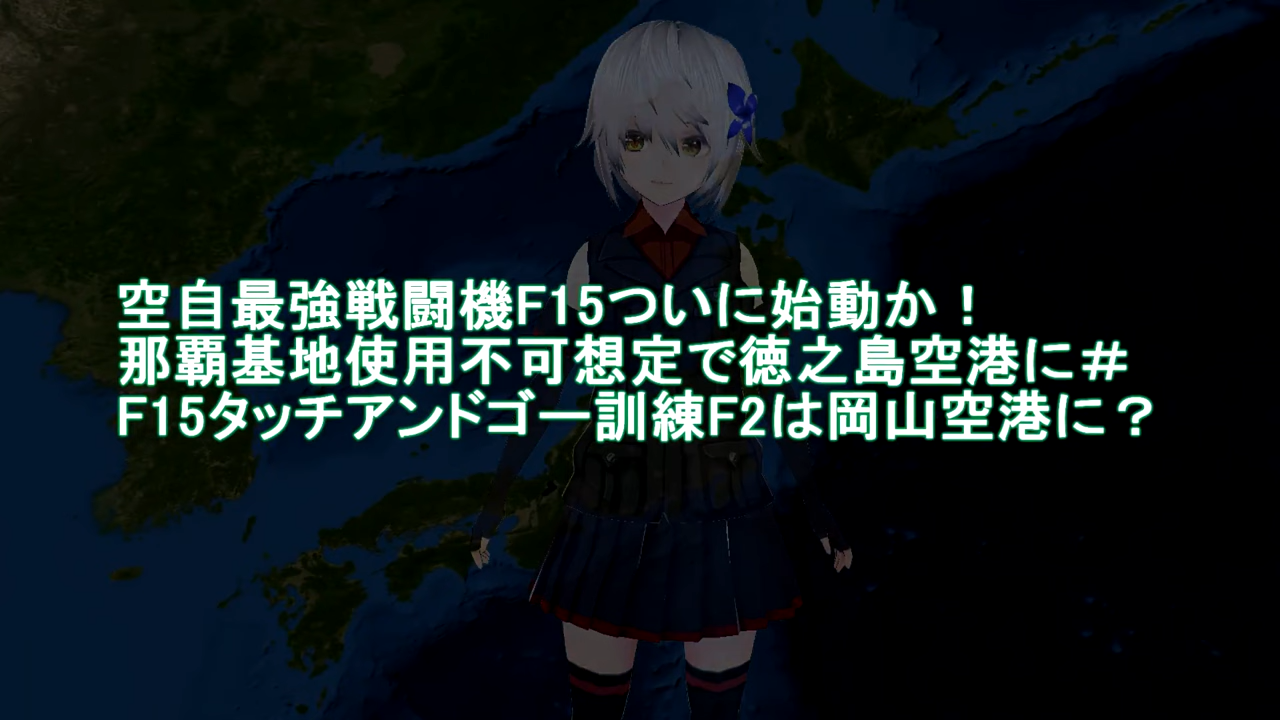 空自最強戦闘機F15ついに始動か！
那覇基地使用不可想定で徳之島空港に＃
F15タッチアンドゴー訓練F2は岡山空港に？